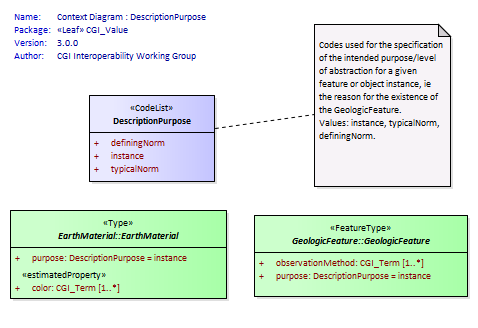 Name: Context Diagram : DescriptionPurpose
Package: «Leaf» CGI_Value
Version: 3.0.0
Author: CGI Interoperability Working Group
Codes used for the specification
of the intended purpose/level
of abstraction for a given
feature or object instance, ie
the reason for the existence of
the GeologicFeature.
Values: instance, typicalNorm,
definingNorm.
«CodeList»
DescriptionPurpose
+ definingNorm
+ instance
+ typicalNorm
«Type»
EarthMaterial::EarthMaterial
+ purpose: DescriptionPurpose = instance
«estimatedProperty»
+ color: CGI_Term [1..*]
«FeatureType»
GeologicFeature::GeologicFeature
+ observationMethod: CGI_Term [1..*]
+ purpose: DescriptionPurpose = instance